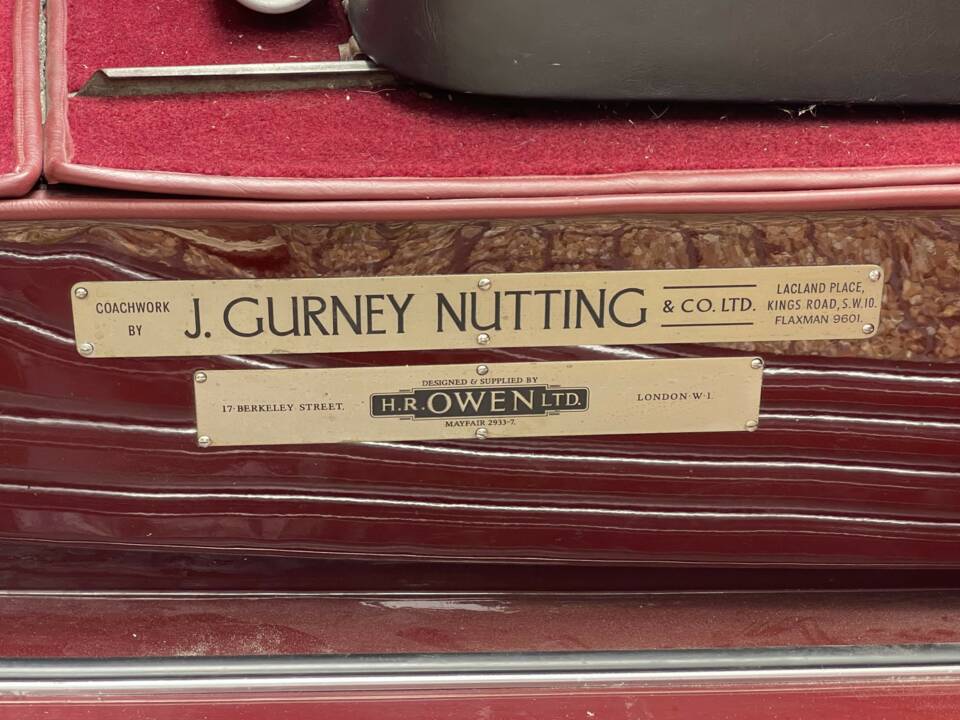 COACHWORK
BY
J. GURNEY NUTTING
& CO. LTD.
LACLAND PLACE,
KINGS ROAD, S.W.10.
FLAXMAN 9601.
DESIGNED & SUPPLIED BY
17·BERKELEY STREET.
H.R. OWEN LTD.
LONDON·W·1.
MAYFAIR 2933-7.